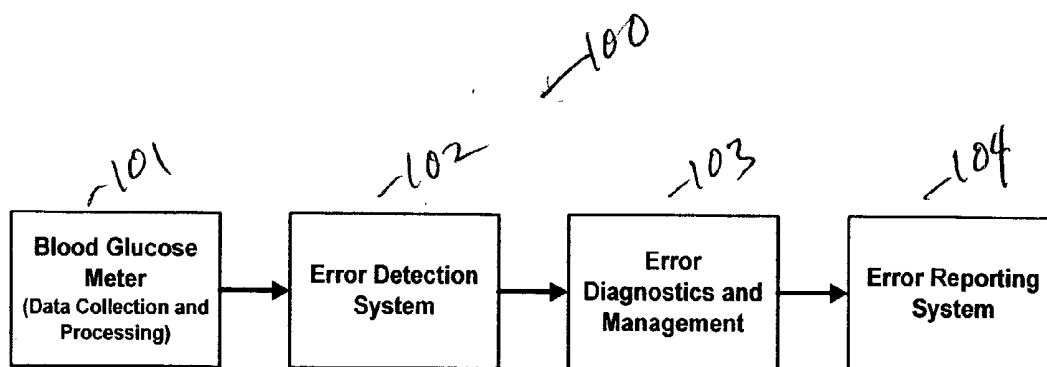 100
101
102
103
104
Blood Glucose
Meter
(Data Collection and
Processing)
Error Detection
System
Error
Diagnostics and
Management
Error Reporting
System